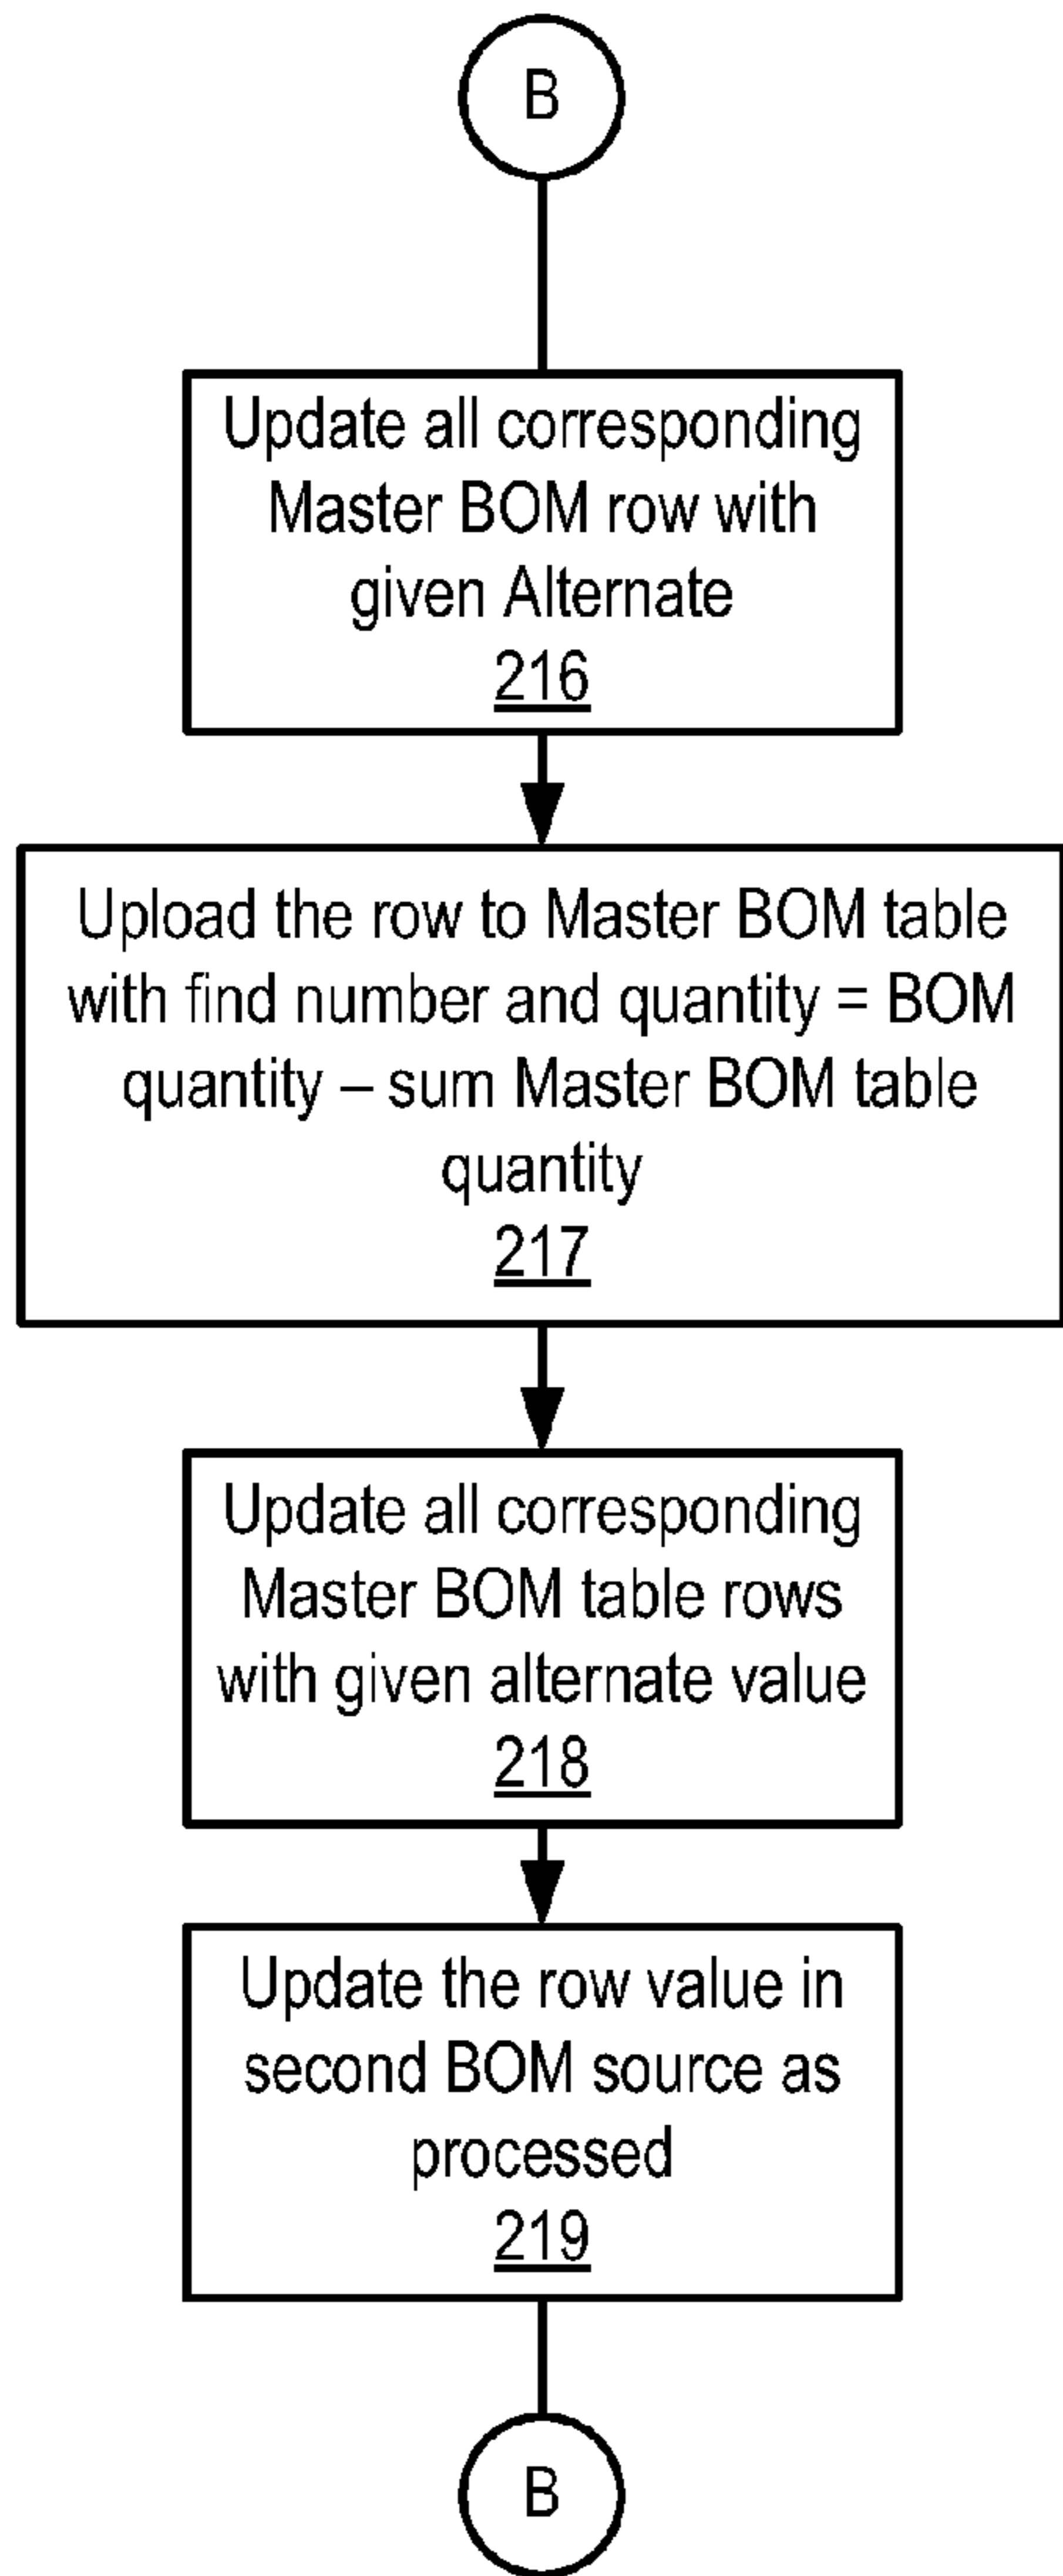 B
Update all corresponding
Master BOM row with
given Alternate
216
Upload the row to Master BOM table
with find number and quantity = BOM
quantity – sum Master BOM table
quantity
217
Update all corresponding
Master BOM table rows
with given alternate value
218
Update the row value in
second BOM source as
processed
219
B